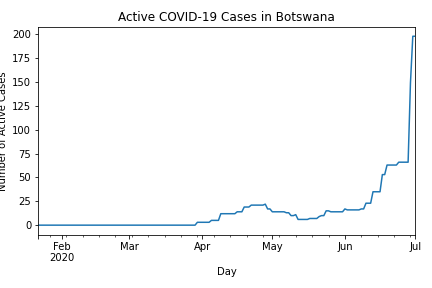 Active COVID-19 Cases in Botswana
200
175
150
125
100
75
50
25
0
Number of Active Cases
Feb
2020
Mar
Apr
May
Jun
Jul
Day